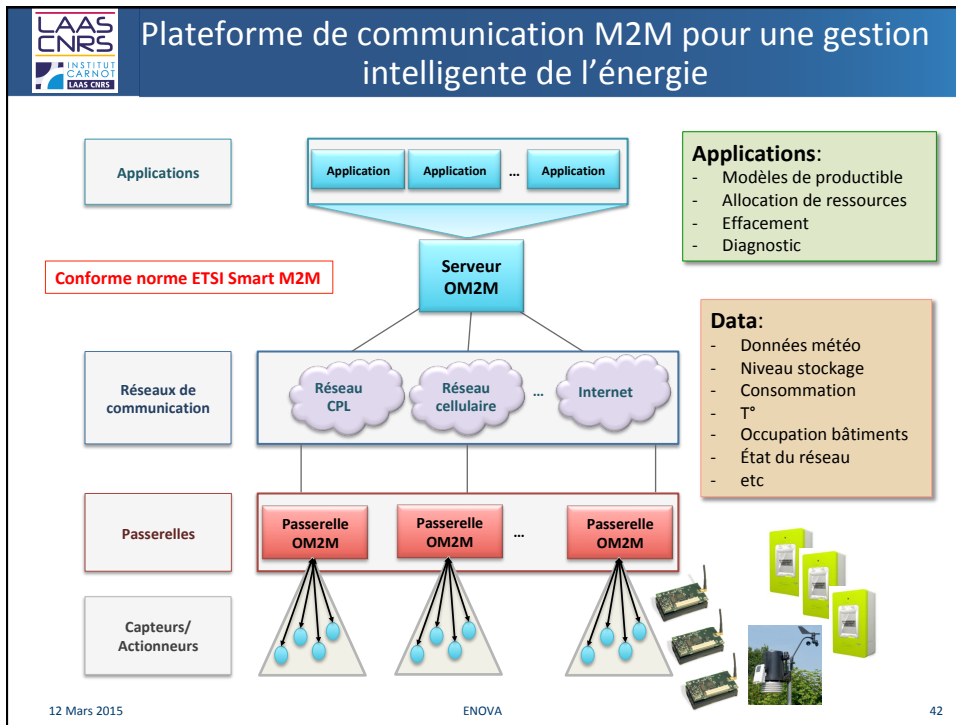 LAAS
CNRS
INSTITUT
CARNOT
LAAS CNRS
Plateforme de communication M2M pour une gestion
intelligente de l'énergie
Applications
Application
Application
...
Application
Applications:
- Modèles de productible
- Allocation de ressources
- Effacement
- Diagnostic
Conforme norme ETSI Smart M2M
Serveur
OM2M
Data:
- Données météo
- Niveau stockage
- Consommation
- T°
- Occupation bâtiments
- État du réseau
- etc
Réseaux de
communication
Réseau
CPL
Réseau
cellulaire
...
Internet
Passerelles
Passerelle
OM2M
Passerelle
OM2M
...
Passerelle
OM2M
Capteurs/
Actionneurs
12 Mars 2015
ENOVA
42